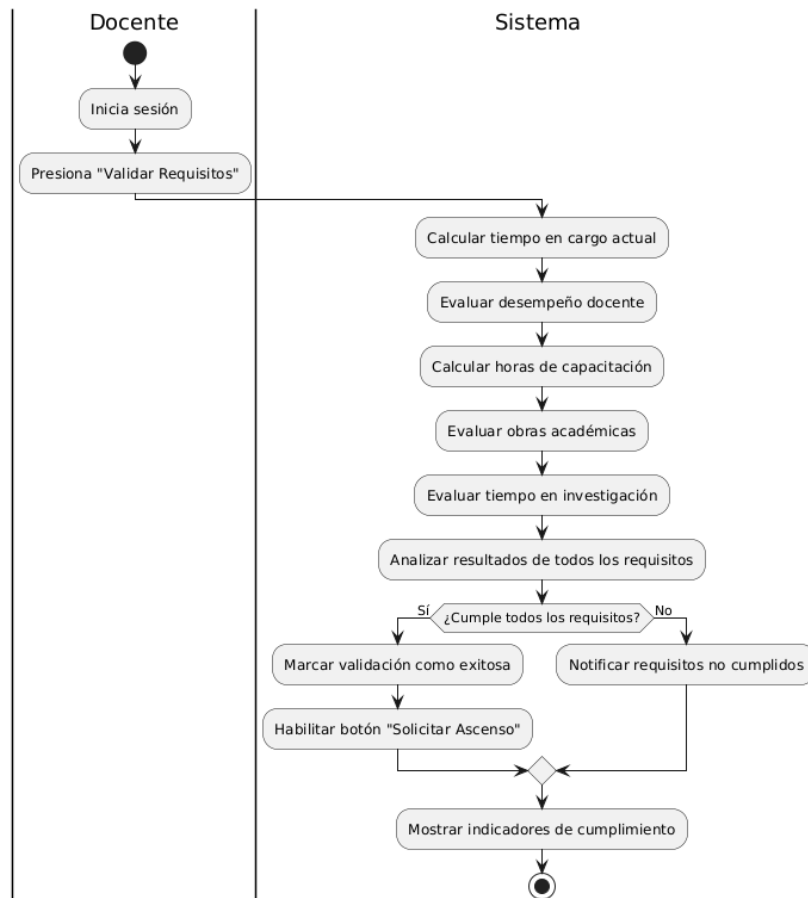 Docente
Sistema
Inicia sesión
Presiona "Validar Requisitos"
Calcular tiempo en cargo actual
Evaluar desempeño docente
Calcular horas de capacitación
Evaluar obras académicas
Evaluar tiempo en investigación
Analizar resultados de todos los requisitos
Sí
¿Cumple todos los requisitos?
No
Marcar validación como exitosa
Notificar requisitos no cumplidos
Habilitar botón "Solicitar Ascenso"
Mostrar indicadores de cumplimiento